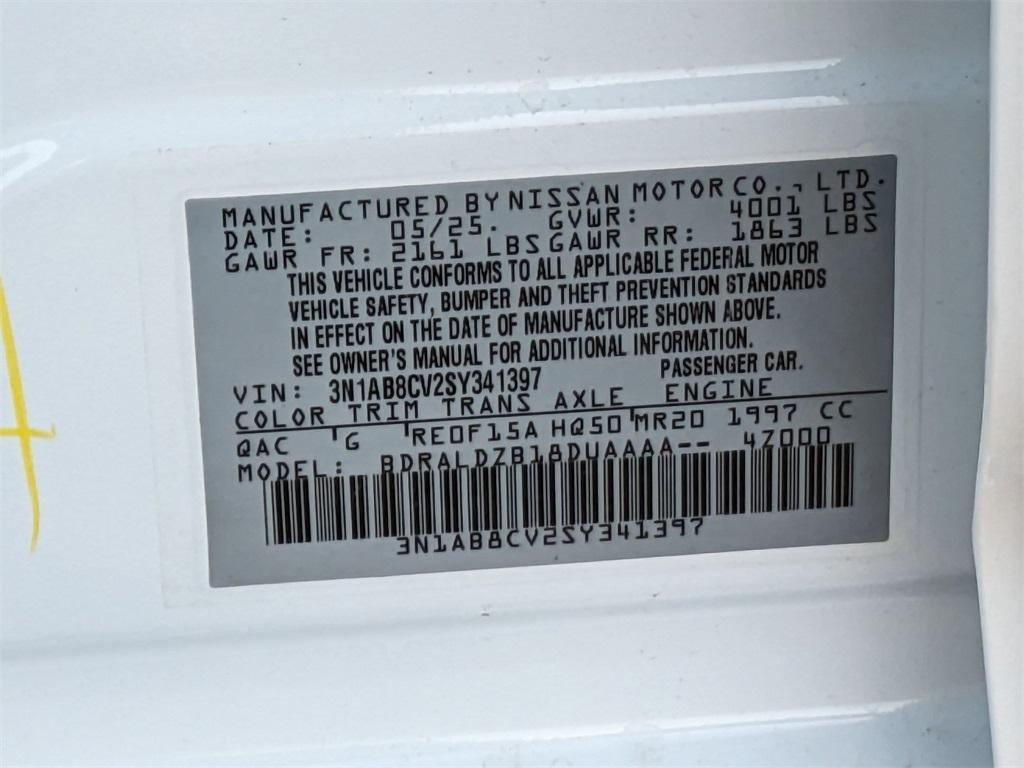 MANUFACTURED BY NISSAN MOTOR CO., LTD.
DATE: 05/25. GVWR: 4001 LBS
GAWR FR: 2161 LBS GAWR RR: 1863 LBS
THIS VEHICLE CONFORMS TO ALL APPLICABLE FEDERAL MOTOR
VEHICLE SAFETY, BUMPER AND THEFT PREVENTION STANDARDS
IN EFFECT ON THE DATE OF MANUFACTURE SHOWN ABOVE.
SEE OWNER'S MANUAL FOR ADDITIONAL INFORMATION.
VIN: 3N1AB8CV2SY341397 PASSENGER CAR.
COLOR TRIM TRANS AXLE ENGINE
QAC G RE0F15A HQ50 MR20 1997 CC
MODEL: BDRALDZB18DUAAAA-- 4Z000
3N1AB8CV2SY341397